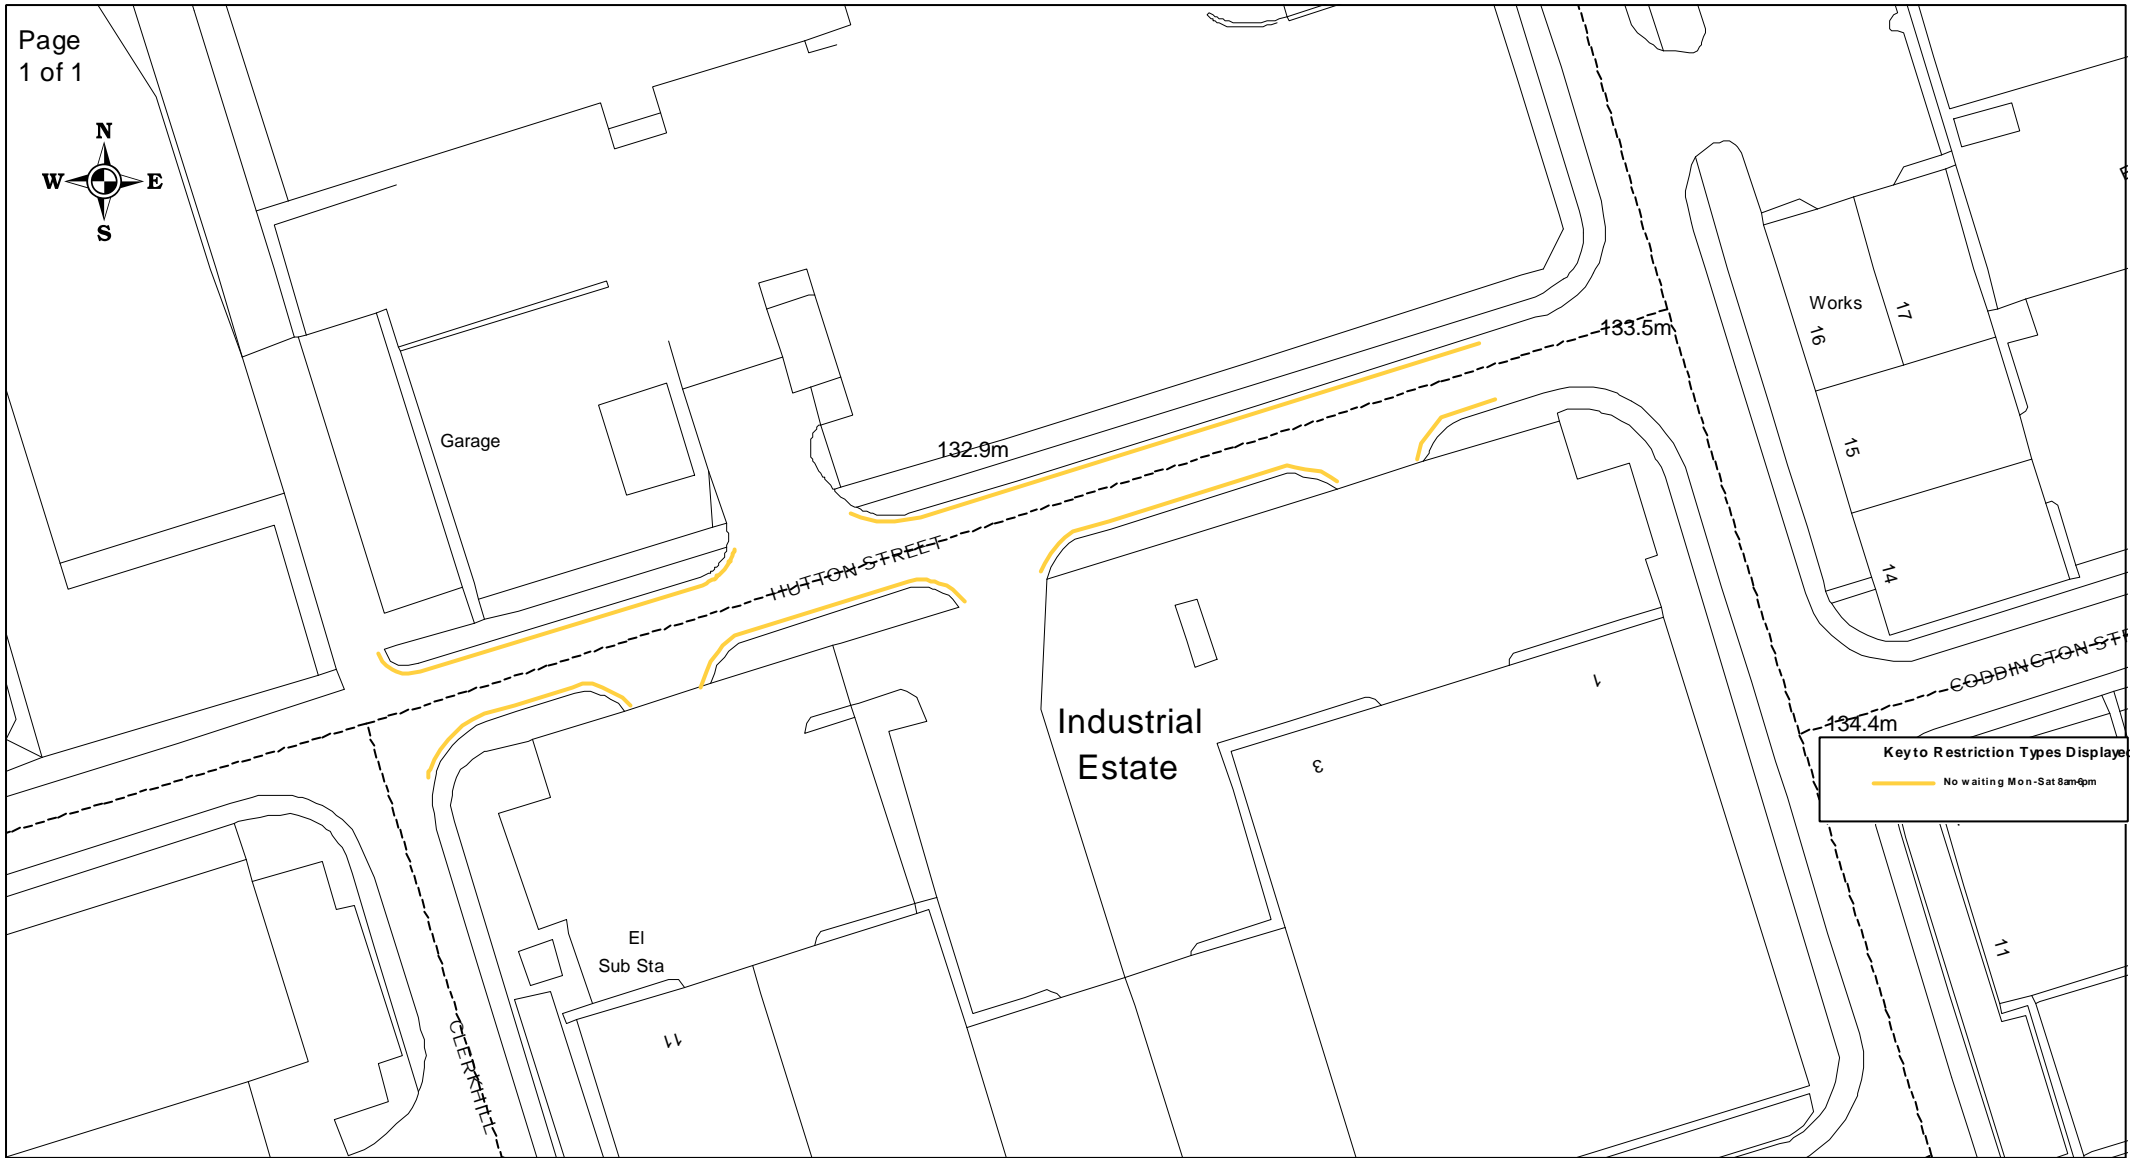 Page
1 of 1
N
W E
S
Works
17
16
133.5m
Garage
132.9m
15
HUTTON STREET
14
CODDINGTON STR
1
Industrial
Estate
3
134.4m
Key to Restriction Types Displayed
No waiting Mon-Sat 8am-6pm
El
Sub Sta
11
11
CLERKHILL